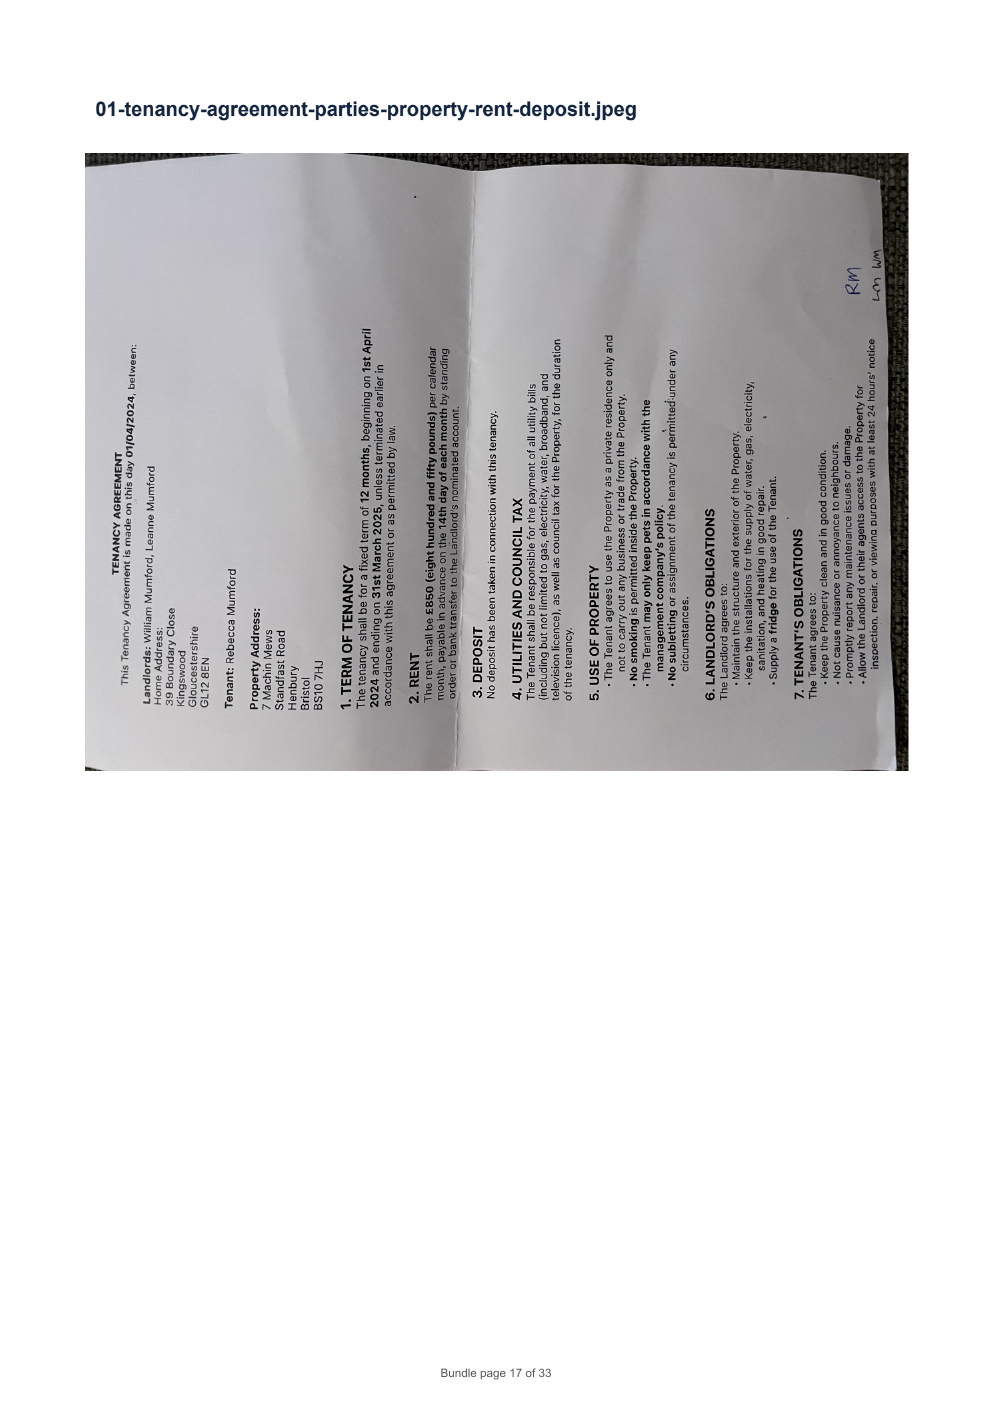 01-tenancy-agreement-parties-property-rent-deposit.jpeg
TENANCY AGREEMENT
This Tenancy Agreement is made on this day 01/04/2024, between:
Landlords: William Mumford, Leanne Mumford
Home Address:
39 Boundary Close
Kingswood
Gloucestershire
GL12 8EN
Tenant: Rebecca Mumford
Property Address:
7 Machin Mews
Standfast Road
Henbury
Bristol
BS10 7HJ
1. TERM OF TENANCY
The tenancy shall be for a fixed term of 12 months, beginning on 1st April
2024 and ending on 31st March 2025, unless terminated earlier in
accordance with this agreement or as permitted by law.
2. RENT
The rent shall be £850 (eight hundred and fifty pounds) per calendar
month, payable in advance on the 14th day of each month by standing
order or bank transfer to the Landlord's nominated account.
3. DEPOSIT
No deposit has been taken in connection with this tenancy.
4. UTILITIES AND COUNCIL TAX
The Tenant shall be responsible for the payment of all utility bills
(including but not limited to gas, electricity, water, broadband, and
television licence), as well as council tax for the Property, for the duration
of the tenancy.
5. USE OF PROPERTY
• The Tenant agrees to use the Property as a private residence only and
not to carry out any business or trade from the Property.
• No smoking is permitted inside the Property.
• The Tenant may only keep pets in accordance with the
management company's policy.
• No subletting or assignment of the tenancy is permitted under any
circumstances.
6. LANDLORD'S OBLIGATIONS
The Landlord agrees to:
• Maintain the structure and exterior of the Property.
• Keep the installations for the supply of water, gas, electricity,
sanitation, and heating in good repair.
• Supply a fridge for the use of the Tenant.
7. TENANT'S OBLIGATIONS
The Tenant agrees to:
• Keep the Property clean and in good condition.
• Not cause nuisance or annoyance to neighbours.
• Promptly report any maintenance issues or damage.
• Allow the Landlord or their agents access to the Property for
inspection, repair, or viewing purposes with at least 24 hours' notice
RM
LM WM
Bundle page 17 of 33